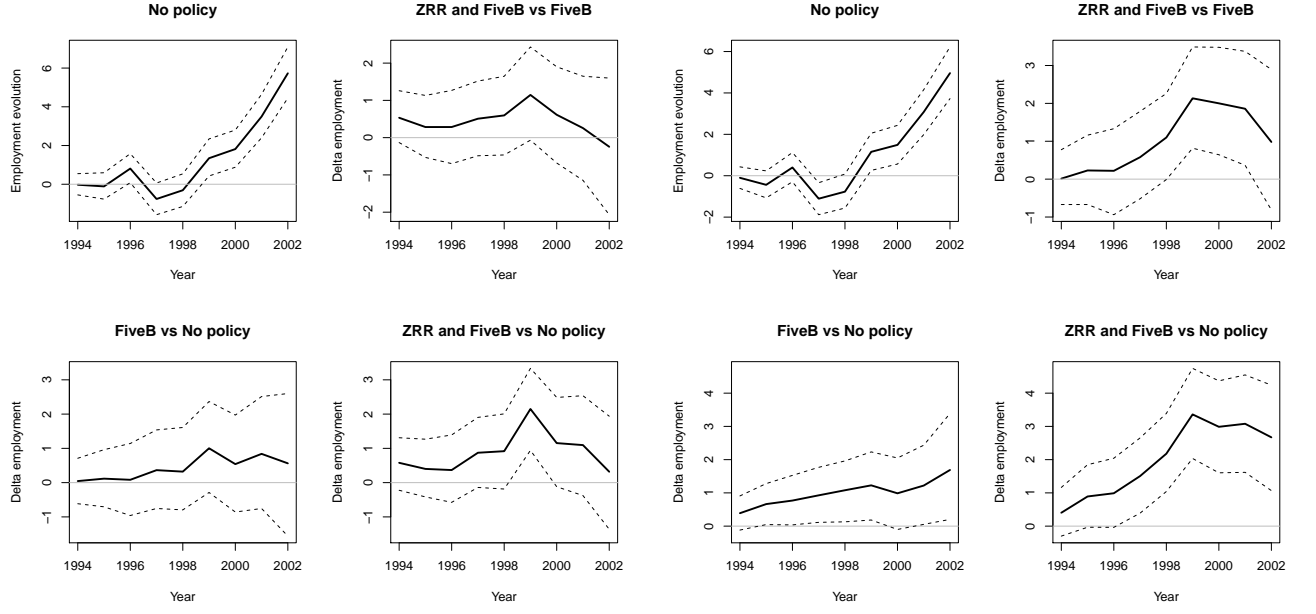 No policy
Employment evolution
6
4
2
0
1994 1996 1998 2000 2002
Year
ZRR and FiveB vs FiveB
Delta employment
2
1
0
−1
−2
1994 1996 1998 2000 2002
Year
No policy
Employment evolution
6
4
2
0
−2
1994 1996 1998 2000 2002
Year
ZRR and FiveB vs FiveB
Delta employment
3
2
1
0
−1
1994 1996 1998 2000 2002
Year
FiveB vs No policy
Delta employment
3
2
1
0
−1
1994 1996 1998 2000 2002
Year
ZRR and FiveB vs No policy
Delta employment
3
2
1
0
−1
1994 1996 1998 2000 2002
Year
FiveB vs No policy
Delta employment
4
3
2
1
0
1994 1996 1998 2000 2002
Year
ZRR and FiveB vs No policy
Delta employment
4
3
2
1
0
1994 1996 1998 2000 2002
Year